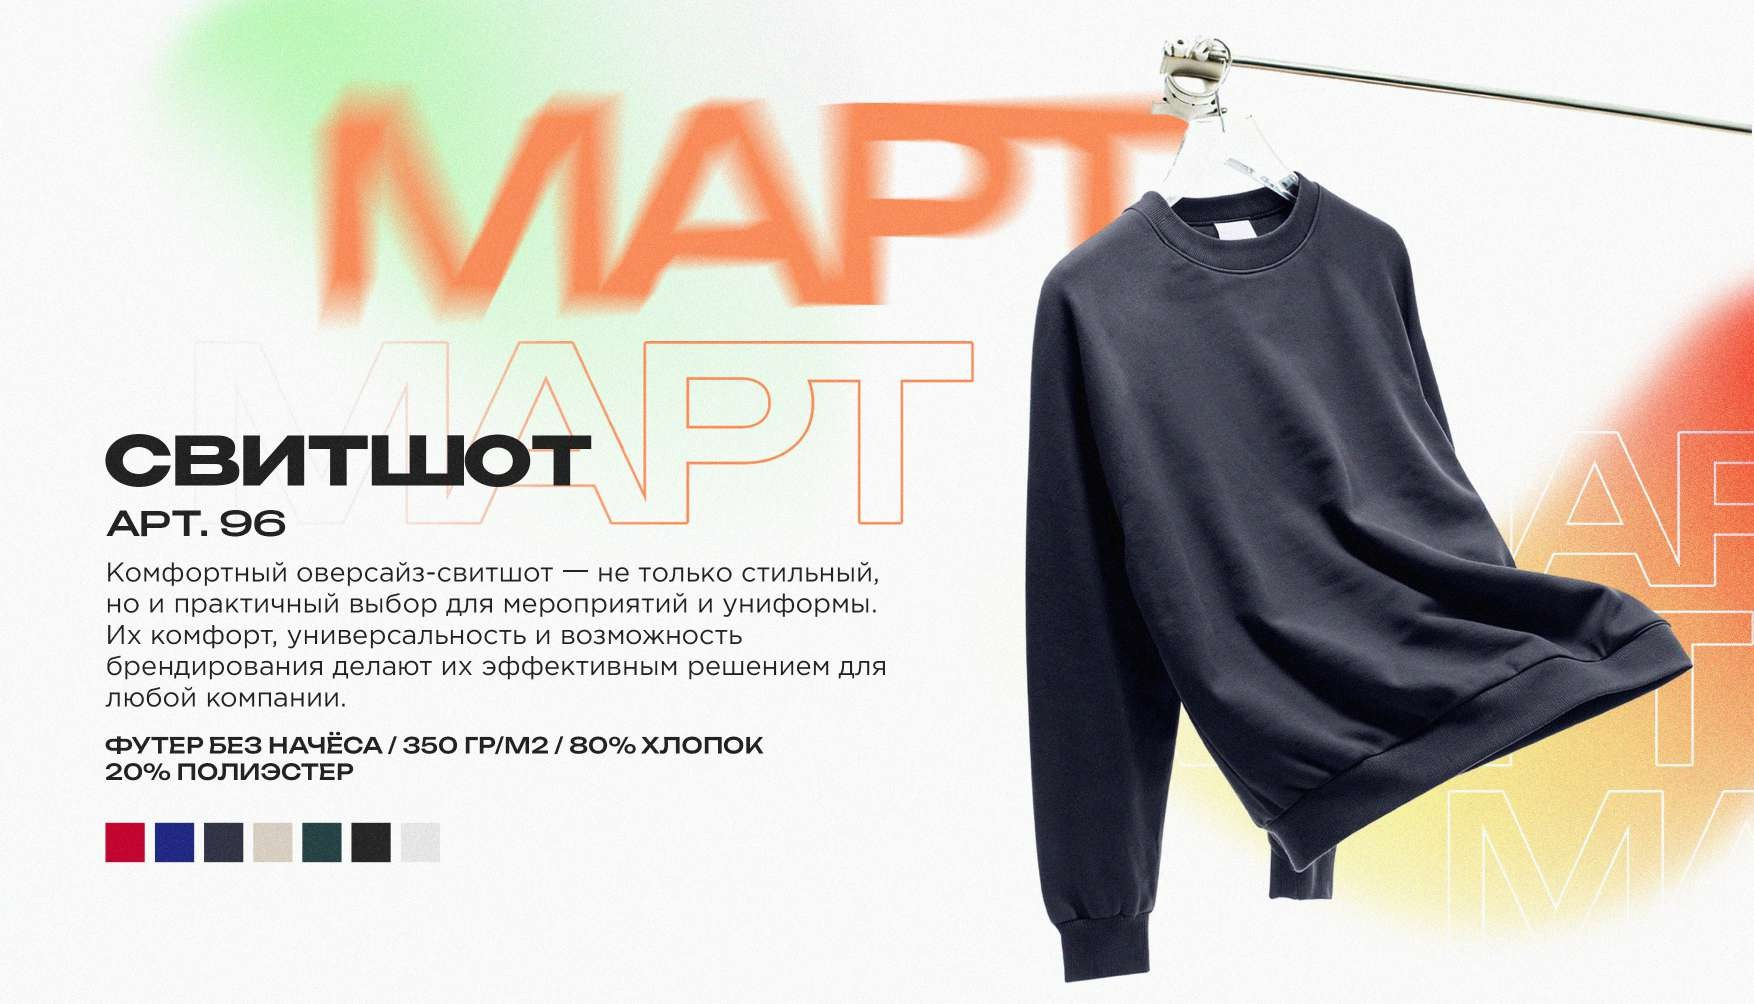 МАРТ
МАРТ
СВИТШОТ
АРТ. 96
Комфортный оверсайз-свитшот — не только стильный,
но и практичный выбор для мероприятий и униформы.
Их комфорт, универсальность и возможность
брендирования делают их эффективным решением для
любой компании.
ФУТЕР БЕЗ НАЧЁСА / 350 ГР/М2 / 80% ХЛОПОК
20% ПОЛИЭСТЕР